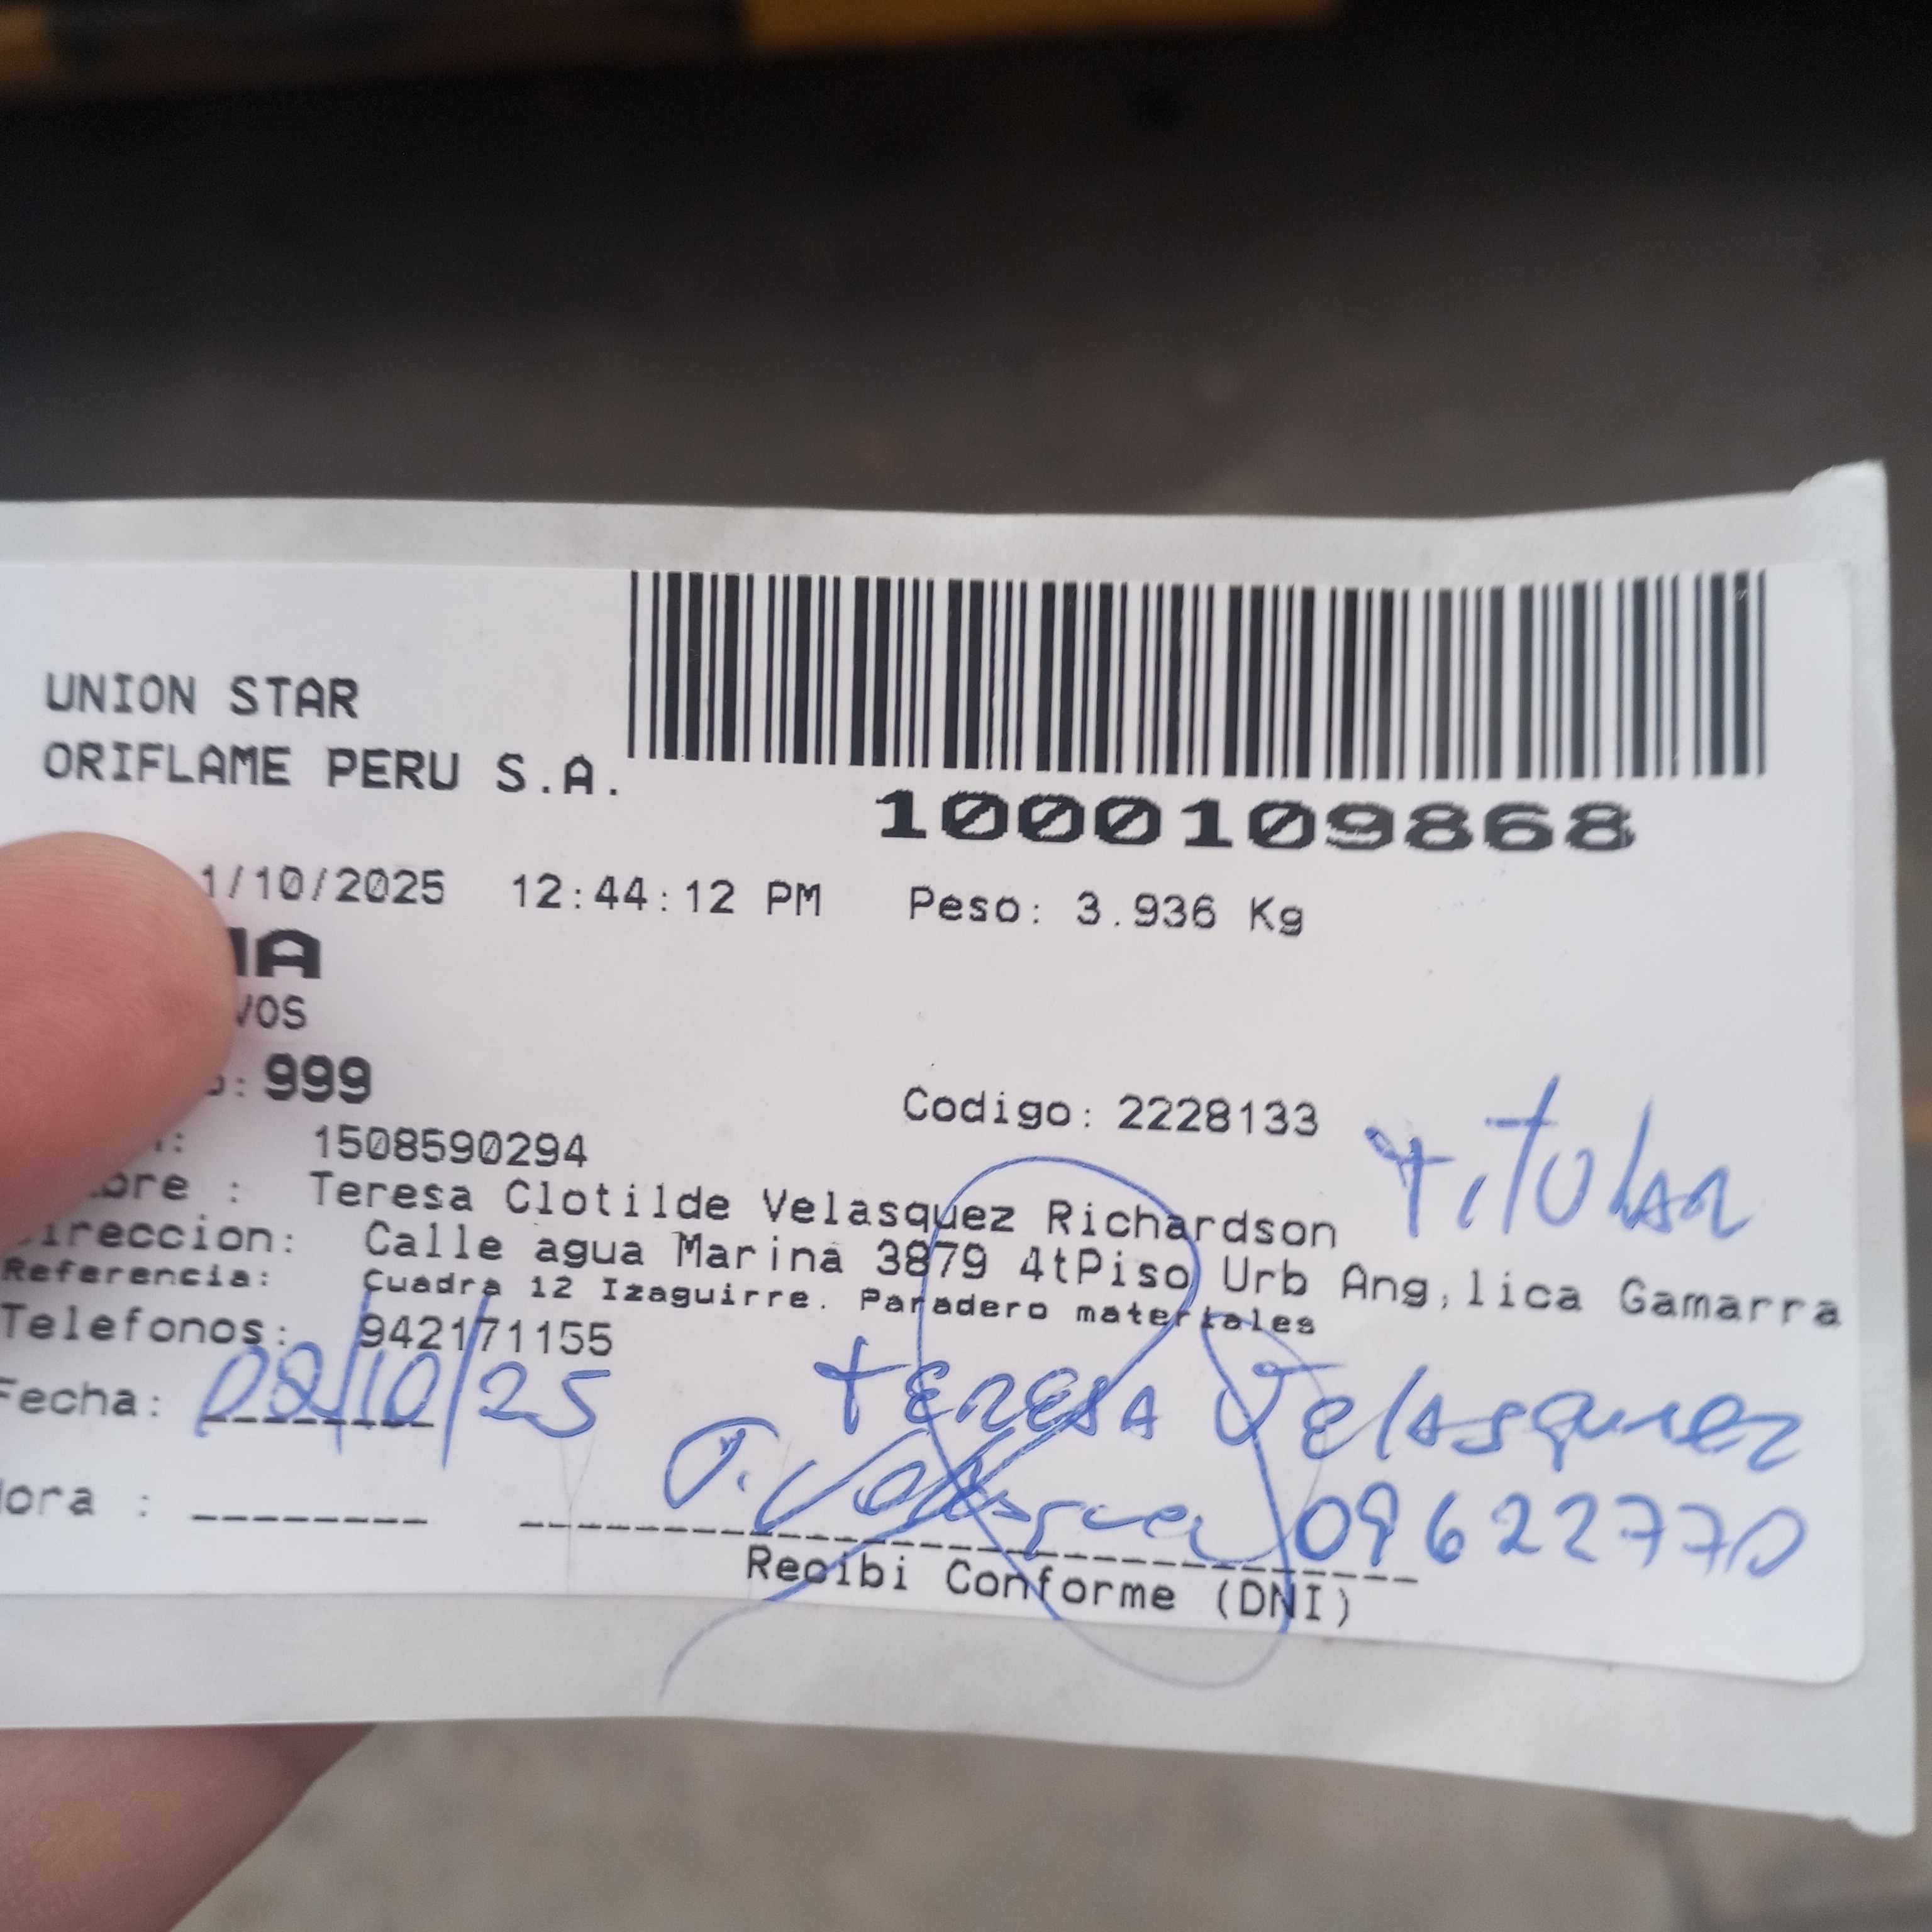 UNION STAR
ORIFLAME PERU S.A.
1000109868
1/10/2025 12:44:12 PM Peso: 3.936 Kg
999
Codigo: 2228133
titular
1508590294
Teresa Clotilde Velasquez Richardson
Calle agua Marina 3879 4tPiso Urb Ang,lica Gamarra
Referencia: Cuadra 12 Izaguirre. Paradero materiales
Telefonos: 942171155
Fecha: 02/10/25
teresa Velasquez
09622770
Recibi Conforme (DNI)